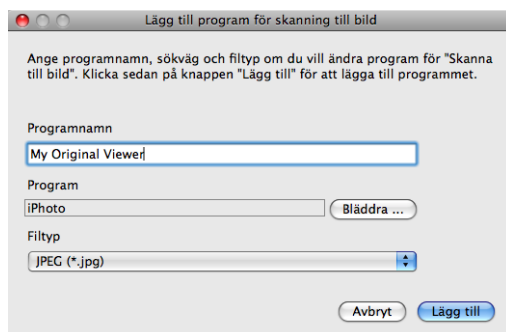 Lägg till program för skanning till bild
Ange programnamn, sökväg och filtyp om du vill ändra program för "Skanna
till bild". Klicka sedan på knappen "Lägg till" för att lägga till programmet.
Programnamn
My Original Viewer
Program
iPhoto
Bläddra ...
Filtyp
JPEG (*.jpg)
Avbryt
Lägg till